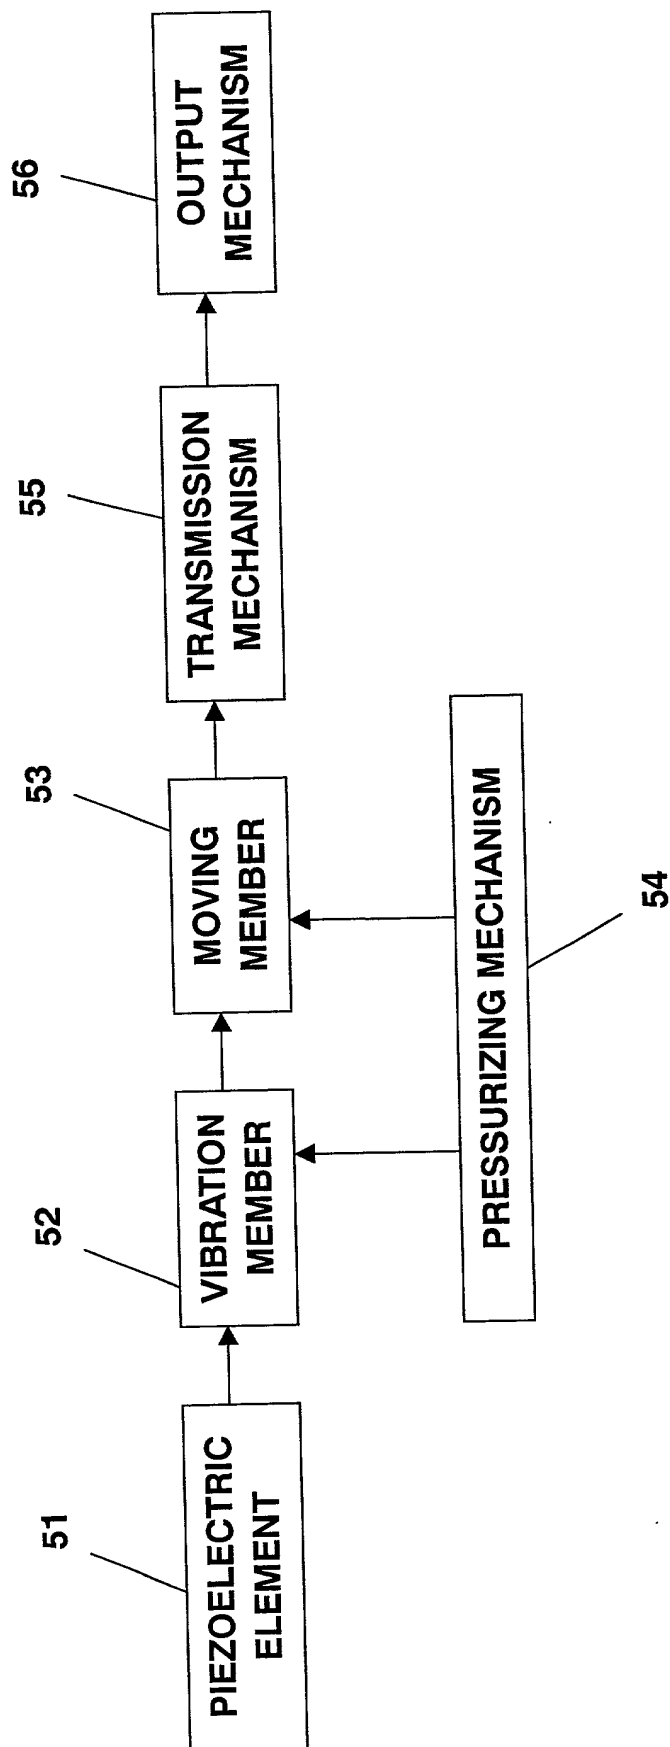 51
PIEZOELECTRIC
ELEMENT
52
VIBRATION
MEMBER
53
MOVING
MEMBER
54
PRESSURIZING MECHANISM
55
TRANSMISSION
MECHANISM
56
OUTPUT
MECHANISM